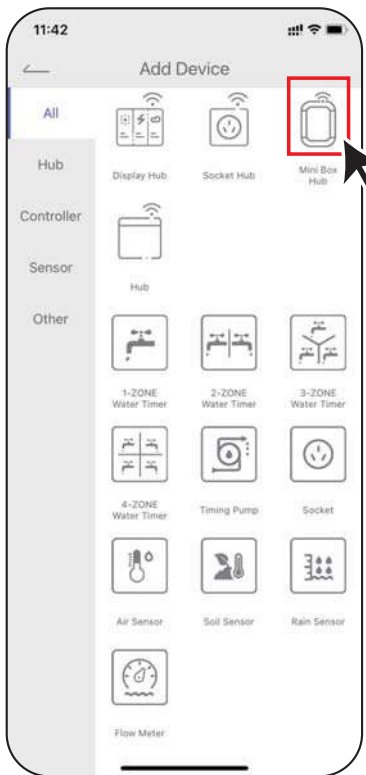 11:42
Add Device
All
Hub
Controller
Sensor
Other
Display Hub
Socket Hub
Mini Box
Hub
Hub
1-ZONE
Water Timer
2-ZONE
Water Timer
3-ZONE
Water Timer
4-ZONE
Water Timer
Timing Pump
Socket
Air Sensor
Soil Sensor
Rain Sensor
Flow Meter